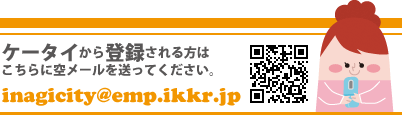 ケータイから登録される方は
こちらに空メールを送ってください。
inagicity@emp.ikkr.jp